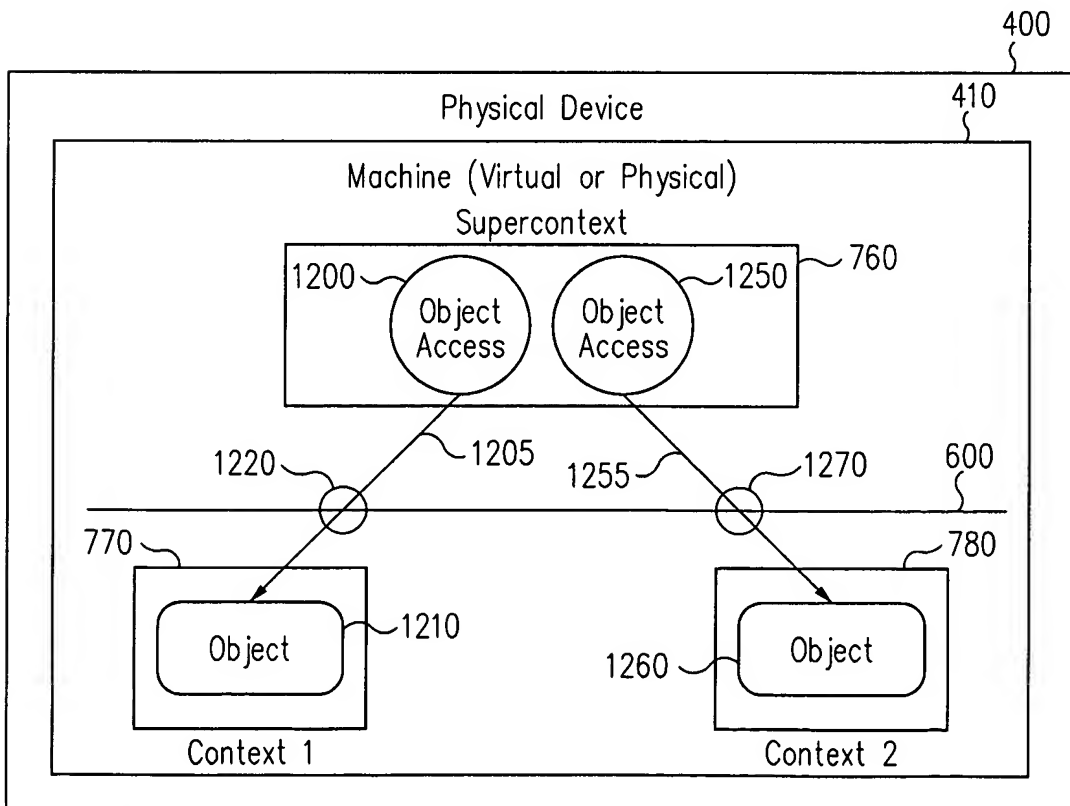 400
Physical Device
410
Machine (Virtual or Physical)
Supercontext
1200
1250
760
Object
Access
Object
Access
1205
1220
1255
1270
600
770
780
Object
1210
1260
Object
Context 1
Context 2